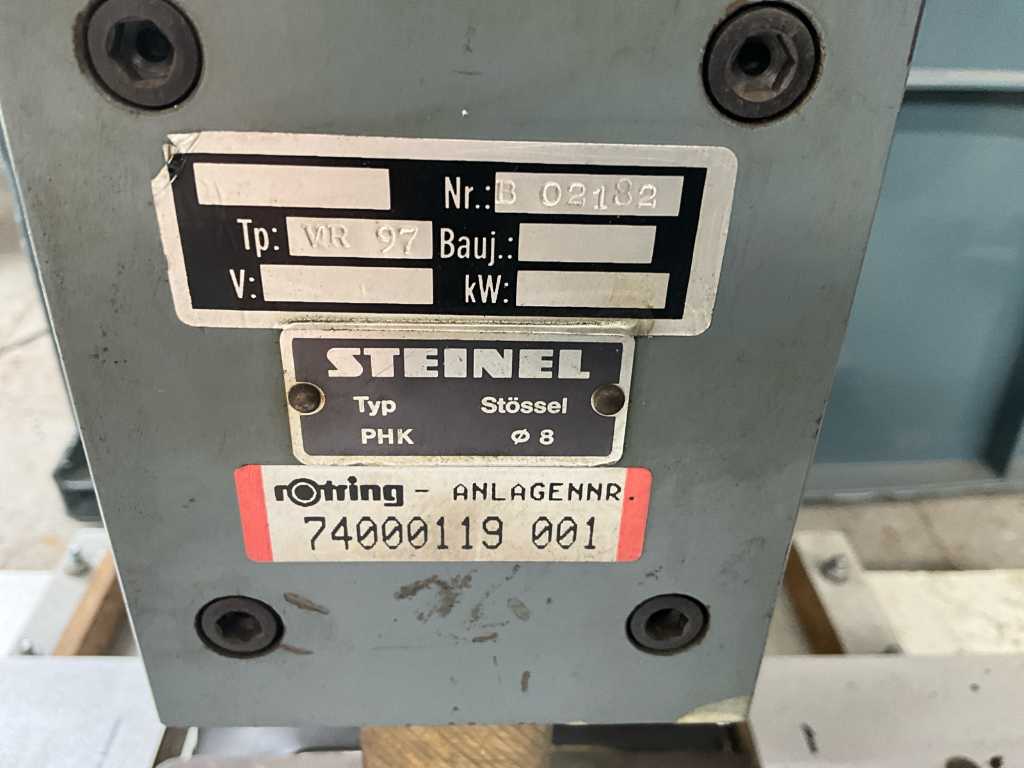 Nr.: B 02182
Tp: VR 97 Bauj.:
V: kW:
STEINEL
Typ Stössel
PHK ø 8
rotring - ANLAGENNR.
74000119 001